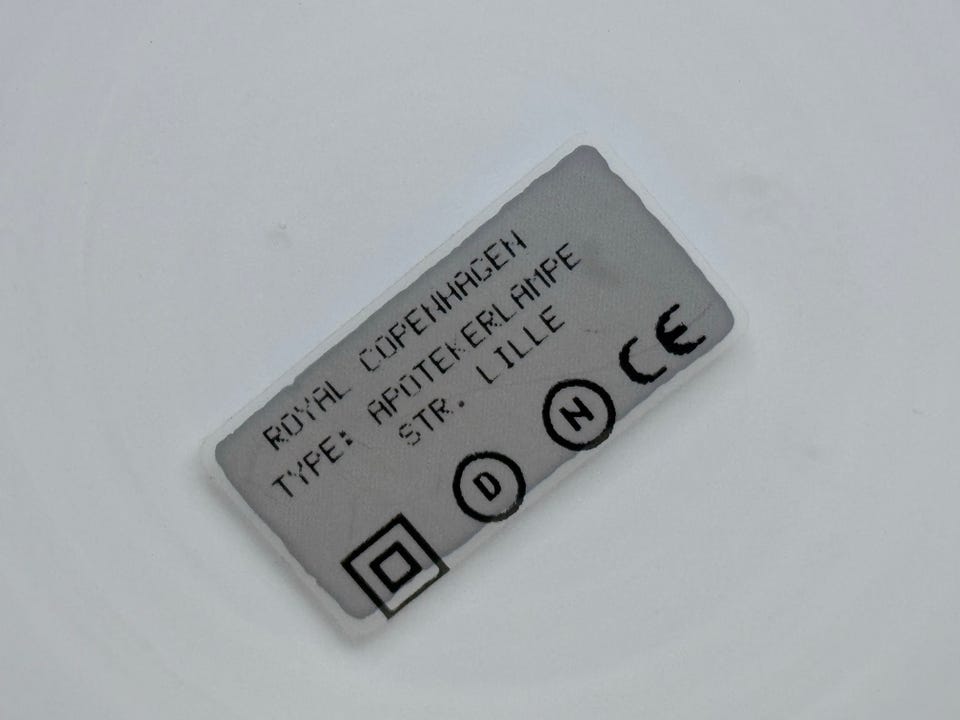 ROYAL COPENHAGEN
TYPE: APOTEKERLAMPE
STR. LILLE
D N CE